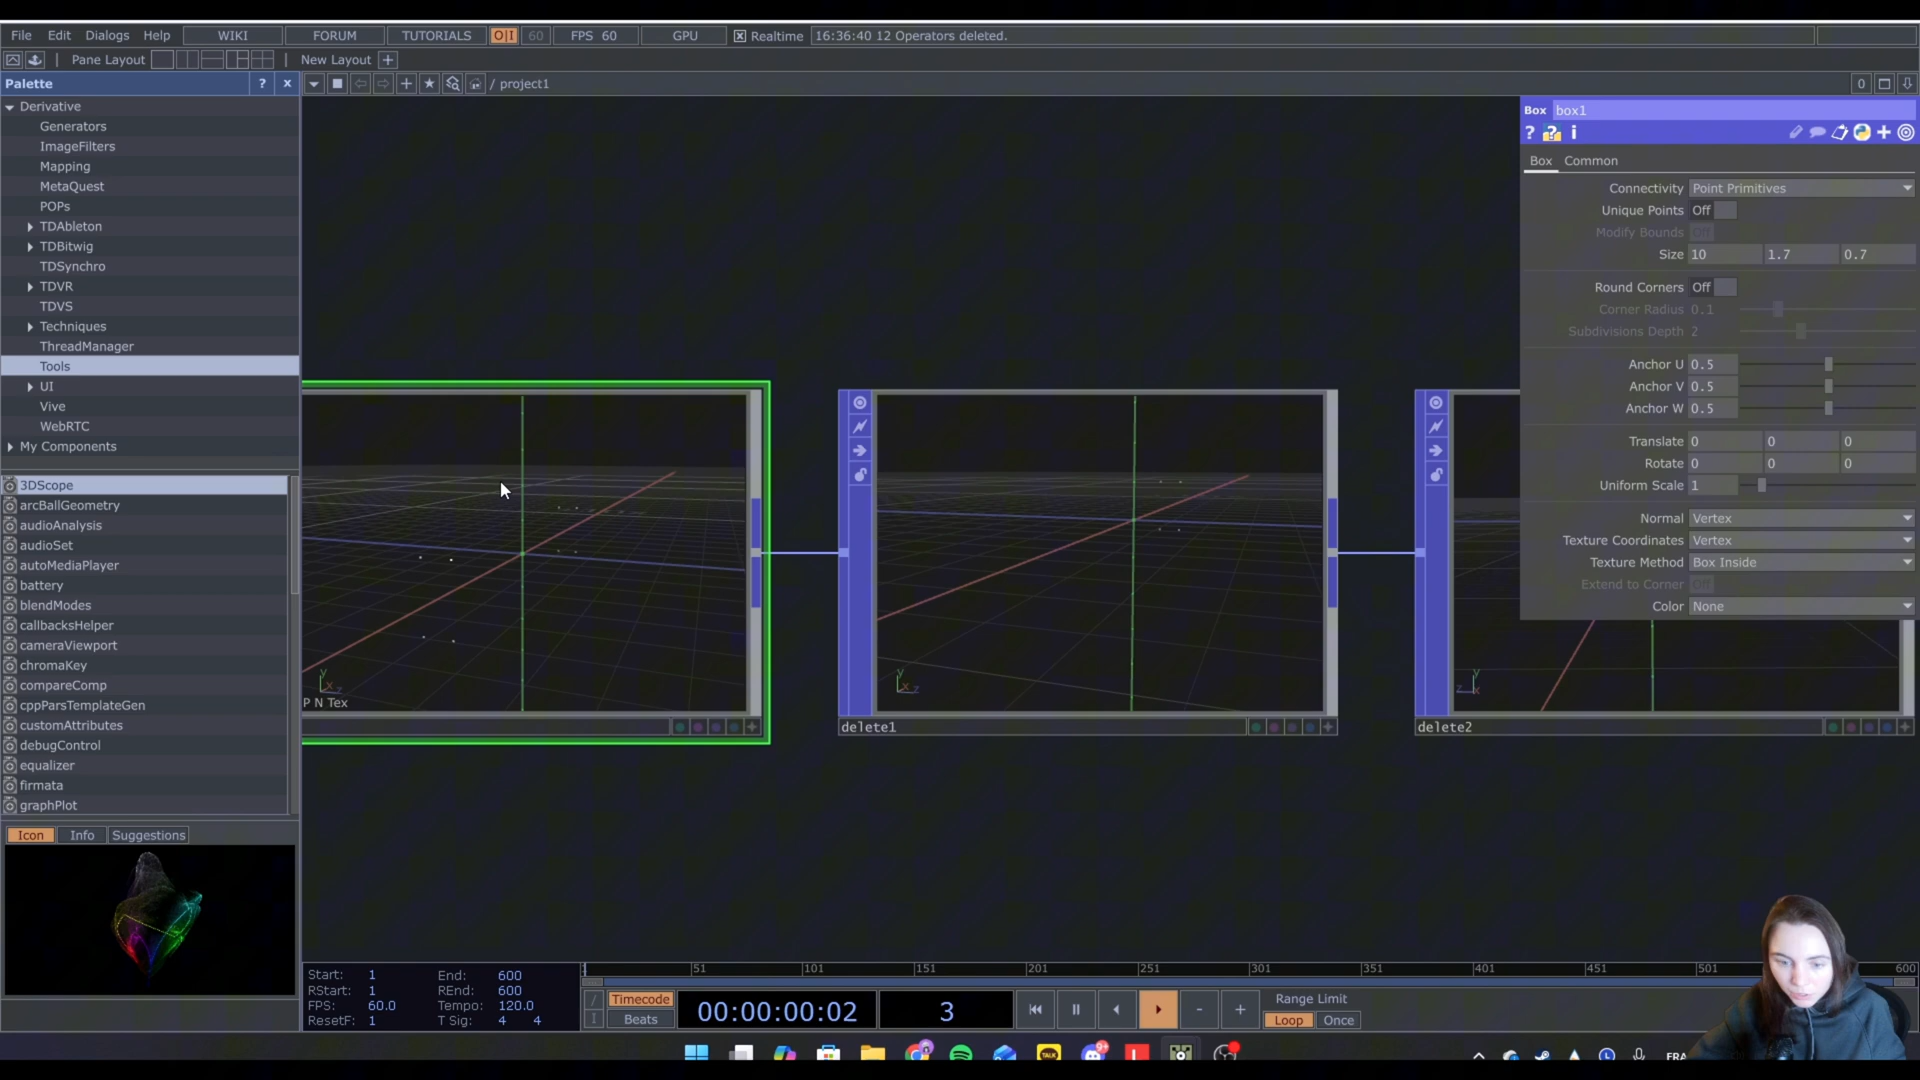 File Edit Dialogs Help WIKI FORUM TUTORIALS O|I 60 FPS 60 GPU Realtime 16:36:40 12 Operators deleted.
Pane Layout New Layout +
Palette ? x / project1 0
Derivative
Generators
ImageFilters
Mapping
MetaQuest
POPs
TDAbleton
TDBitwig
TDSynchro
TDVR
TDVS
Techniques
ThreadManager
Tools
UI
Vive
WebRTC
My Components
3DScope
arcBallGeometry
audioAnalysis
audioSet
autoMediaPlayer
battery
blendModes
callbacksHelper
cameraViewport
chromaKey
compareComp
cppParsTemplateGen
customAttributes
debugControl
equalizer
firmata
graphPlot
Icon Info Suggestions
y x z
P N Tex
y x z
delete1
y z x
delete2
Box box1
? ? i
Box Common
Connectivity Point Primitives
Unique Points Off
Modify Bounds Off
Size 10 1.7 0.7
Round Corners Off
Corner Radius 0.1
Subdivisions Depth 2
Anchor U 0.5
Anchor V 0.5
Anchor W 0.5
Translate 0 0 0
Rotate 0 0 0
Uniform Scale 1
Normal Vertex
Texture Coordinates Vertex
Texture Method Box Inside
Extend to Corner Off
Color None
Start: 1 End: 600
RStart: 1 REnd: 600
FPS: 60.0 Tempo: 120.0
ResetF: 1 T Sig: 4 4
51 101 151 201 251 301 351 401 451 501 600
Timecode
Beats
00:00:00:02 3
- +
Range Limit
Loop Once
TALK 9+ L FRA